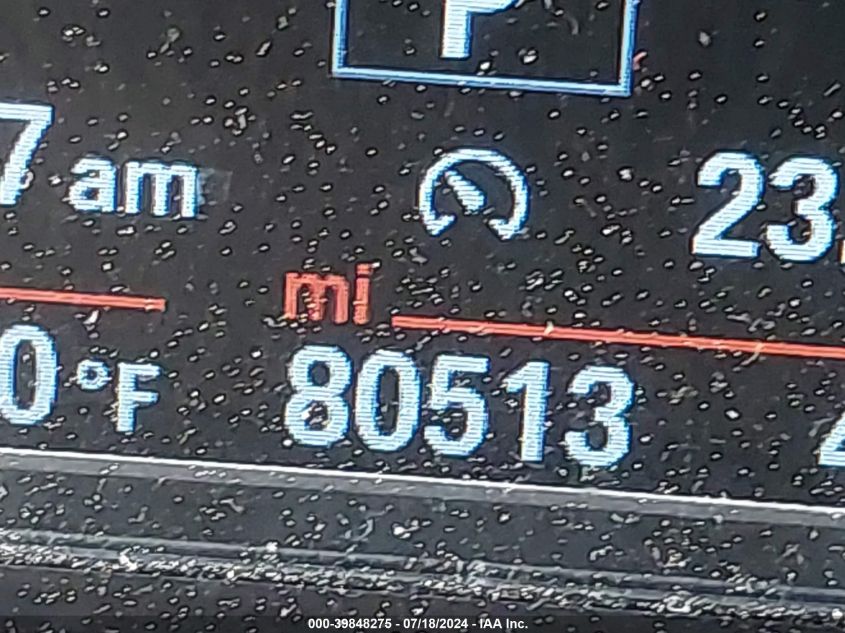 P
7 am
23.
mi
0 °F
80513
000-39848275 - 07/18/2024 - IAA Inc.